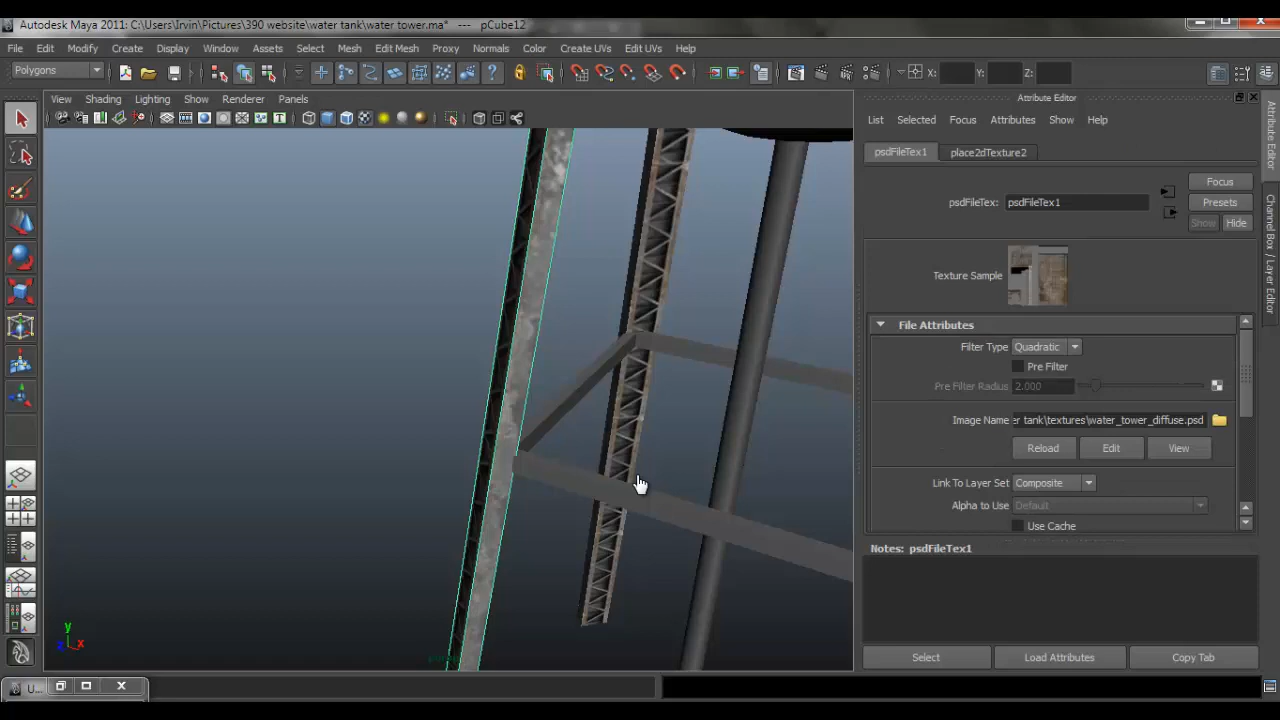 Autodesk Maya 2011: C:\Users\Irvin\Pictures\390 website\water tank\water tower.ma* --- pCube12
File Edit Modify Create Display Window Assets Select Mesh Edit Mesh Proxy Normals Color Create UVs Edit UVs Help
Polygons X: Y: Z:
View Shading Lighting Show Renderer Panels
Attribute Editor
List Selected Focus Attributes Show Help
psdFileTex1 place2dTexture2
Focus
psdFileTex: psdFileTex1 Presets
Show Hide
Texture Sample
File Attributes
Filter Type Quadratic
Pre Filter
Pre Filter Radius 2.000
Image Name er tank\textures\water_tower_diffuse.psd
Reload Edit View
Link To Layer Set Composite
Alpha to Use Default
Use Cache
Notes: psdFileTex1
Select Load Attributes Copy Tab
Attribute Editor
Channel Box / Layer Editor
y
z x
U...